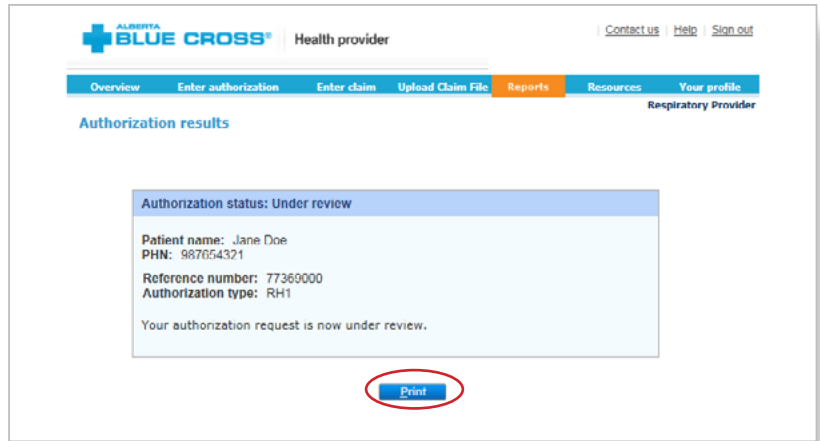 ALBERTA
BLUE CROSS® Health provider
Contact us | Help | Sign out
Overview Enter authorization Enter claim Upload Claim File Reports Resources Your profile
Respiratory Provider
Authorization results
Authorization status: Under review
Patient name: Jane Doe
PHN: 987654321
Reference number: 77369000
Authorization type: RH1
Your authorization request is now under review.
Print